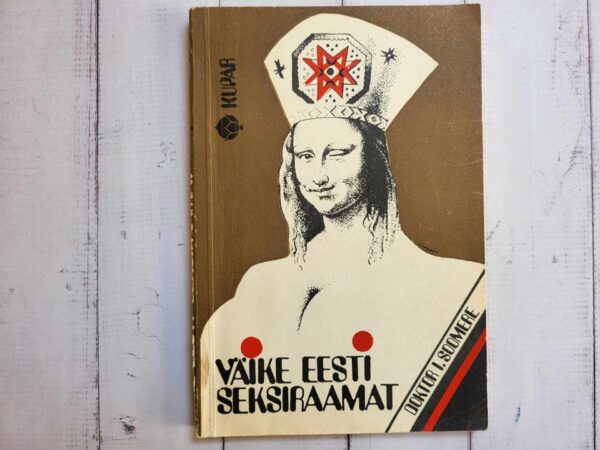 KUPAR
VÄIKE EESTI
SEKSIRAAMAT
DOKTOR I. SOOMERE